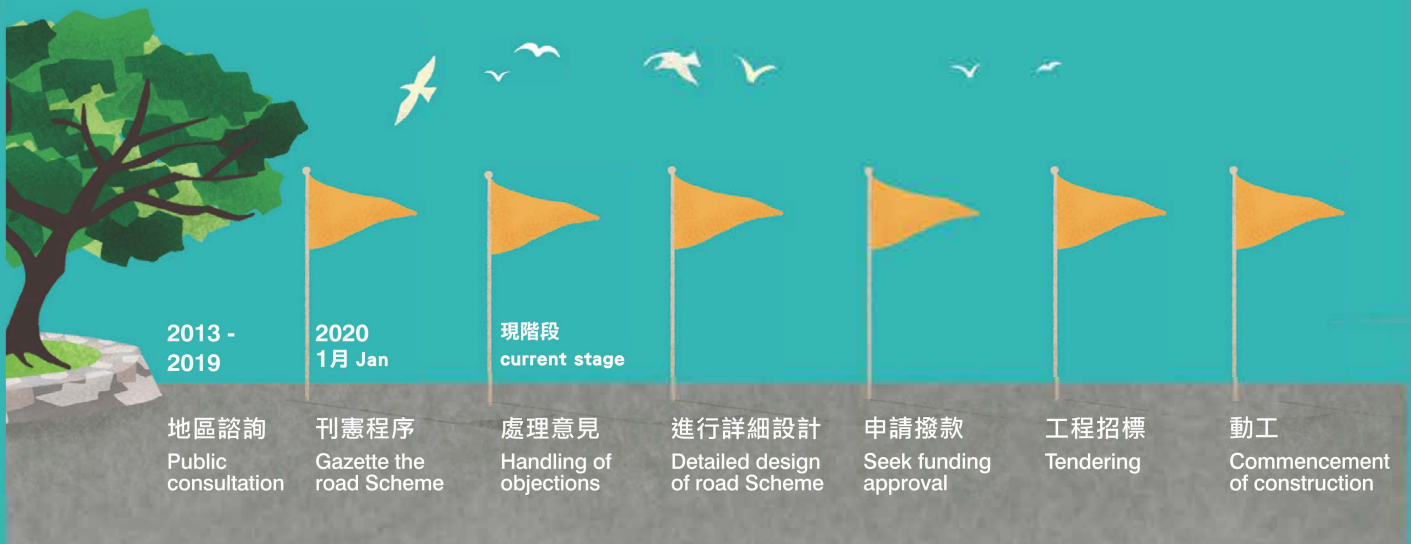 2013 -
2019
地區諮詢
Public
consultation
2020
1月 Jan
刊憲程序
Gazette the
road Scheme
現階段
current stage
處理意見
Handling of
objections
進行詳細設計
Detailed design
of road Scheme
申請撥款
Seek funding
approval
工程招標
Tendering
動工
Commencement
of construction